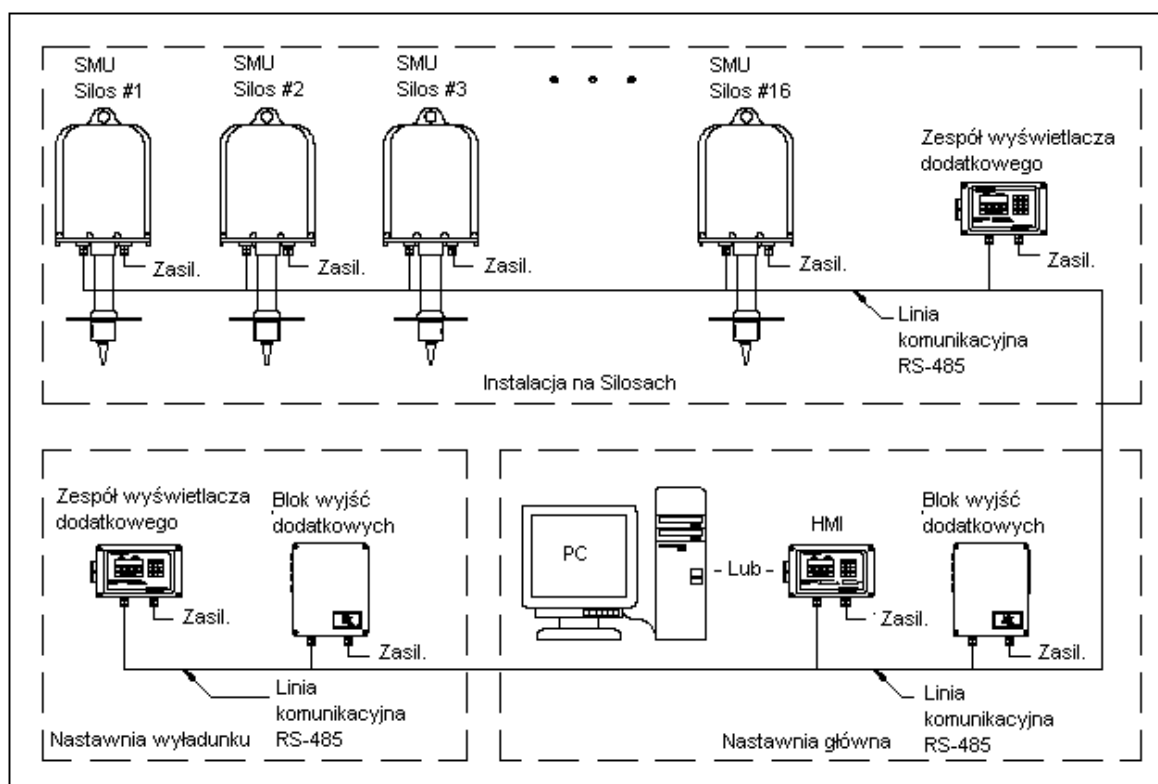 SMU
Silos #1
SMU
Silos #2
SMU
Silos #3
SMU
Silos #16
Zespół wyświetlacza
dodatkowego
Zasil.
Zasil.
Zasil.
Zasil.
Zasil.
Linia
komunikacyjna
RS-485
Instalacja na Silosach
Zespół wyświetlacza
dodatkowego
Blok wyjść
dodatkowych
Zasil.
Zasil.
Linia
komunikacyjna
RS-485
Nastawnia wyładunku
PC
- Lub -
HMI
Blok wyjść
dodatkowych
Zasil.
Zasil.
Linia
komunikacyjna
RS-485
Nastawnia główna